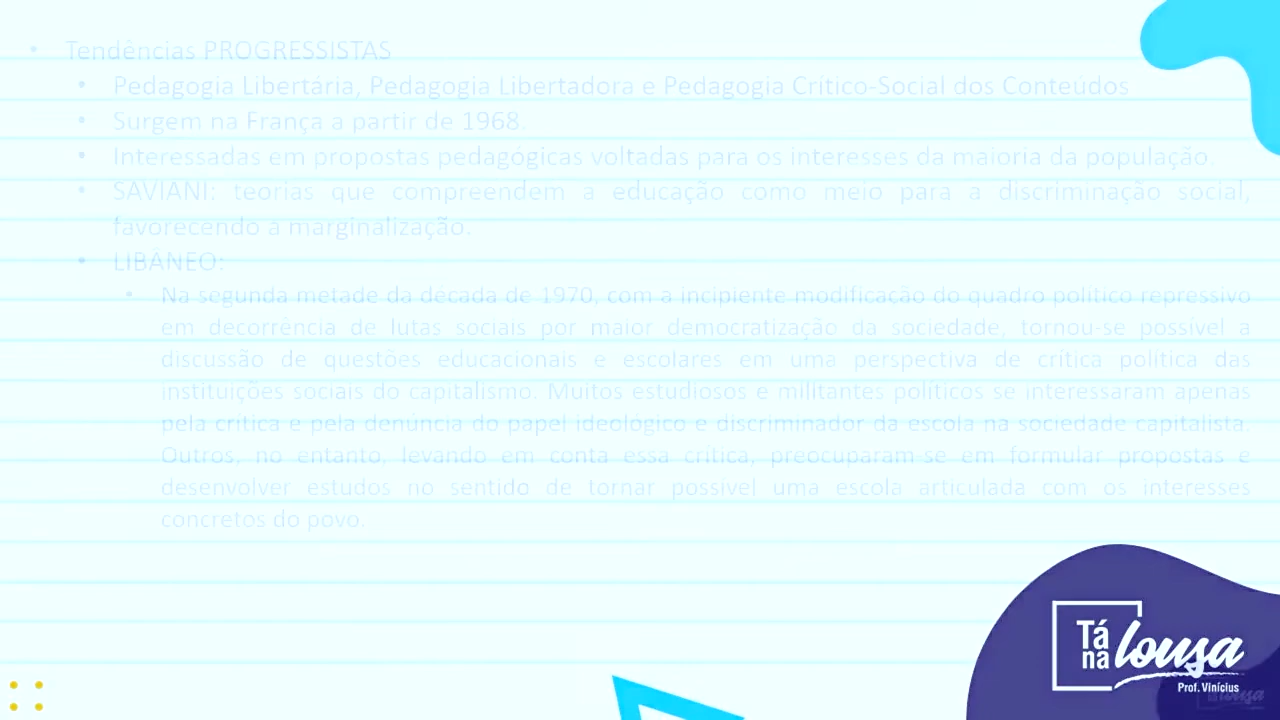 • Tendências PROGRESSISTAS
• Pedagogia Libertária, Pedagogia Libertadora e Pedagogia Crítico-Social dos Conteúdos
• Surgem na França a partir de 1968.
• Interessadas em propostas pedagógicas voltadas para os interesses da maioria da população.
• SAVIANI: teorias que compreendem a educação como meio para a discriminação social,
favorecendo a marginalização.
• LIBÂNEO:
• Na segunda metade da década de 1970, com a incipiente modificação do quadro político repressivo
em decorrência de lutas sociais por maior democratização da sociedade, tornou-se possível a
discussão de questões educacionais e escolares em uma perspectiva de crítica política das
instituições sociais do capitalismo. Muitos estudiosos e militantes políticos se interessaram apenas
pela crítica e pela denúncia do papel ideológico e discriminador da escola na sociedade capitalista.
Outros, no entanto, levando em conta essa crítica, preocuparam-se em formular propostas e
desenvolver estudos no sentido de tornar possível uma escola articulada com os interesses
concretos do povo.
Tá na lousa
Prof. Vinícius
lousa